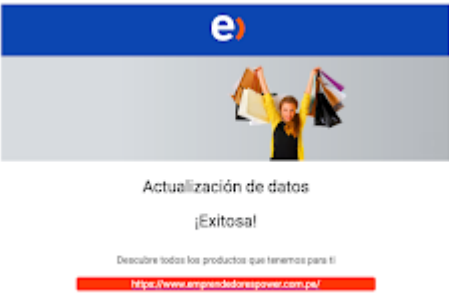 e)
Actualización de datos
¡Exitosa!
Descubre todos los productos que tenemos para ti
https://www.emprendedorespower.com.pe/